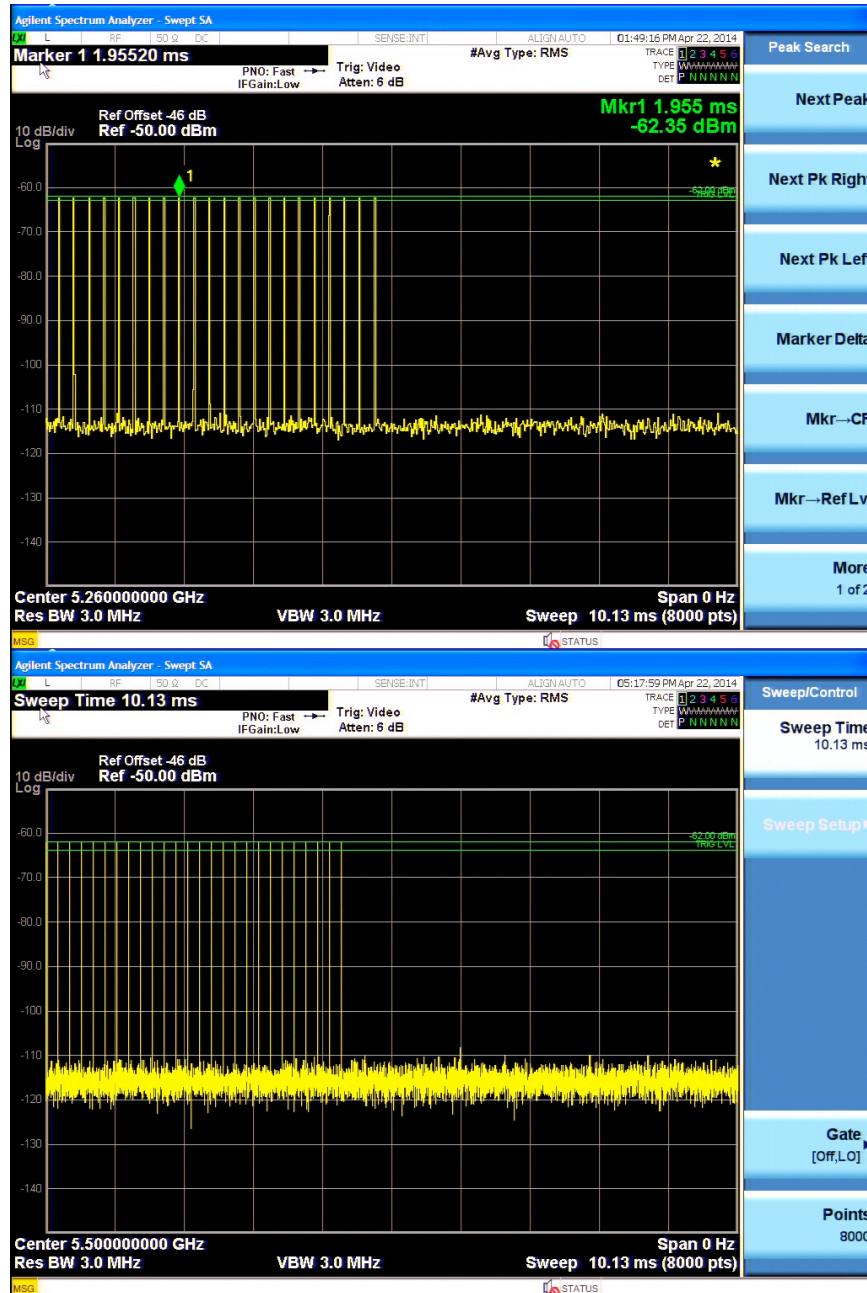 Agilent Spectrum Analyzer - Swept SA
LXI L RF 50 Ω DC SENSE:INT ALIGN AUTO 01:49:16 PM Apr 22, 2014
Marker 1 1.95520 ms
PNO: Fast
IFGain:Low
Trig: Video
Atten: 6 dB
#Avg Type: RMS
TRACE 1 2 3 4 5 6
TYPE
DET P N N N N N
Mkr1 1.955 ms
-62.35 dBm
Ref Offset -46 dB
10 dB/div Ref -50.00 dBm
Log
1
*
-62.00 dBm
TRIG LVL
-60.0
-70.0
-80.0
-90.0
-100
-110
-120
-130
-140
Center 5.260000000 GHz
Span 0 Hz
Res BW 3.0 MHz
VBW 3.0 MHz
Sweep 10.13 ms (8000 pts)
MSG
STATUS
Peak Search
Next Peak
Next Pk Righ
Next Pk Lef
Marker Delta
Mkr→CF
Mkr→Ref Lv
More
1 of 2
Agilent Spectrum Analyzer - Swept SA
LXI L RF 50 Ω DC SENSE:INT ALIGN AUTO 05:17:59 PM Apr 22, 2014
Sweep Time 10.13 ms
PNO: Fast
IFGain:Low
Trig: Video
Atten: 6 dB
#Avg Type: RMS
TRACE 1 2 3 4 5 6
TYPE
DET P N N N N N
Ref Offset -46 dB
10 dB/div Ref -50.00 dBm
Log
-62.00 dBm
TRIG LVL
-60.0
-70.0
-80.0
-90.0
-100
-110
-120
-130
-140
Center 5.500000000 GHz
Span 0 Hz
Res BW 3.0 MHz
VBW 3.0 MHz
Sweep 10.13 ms (8000 pts)
MSG
STATUS
Sweep/Control
Sweep Time
10.13 ms
Sweep Setup
Gate
[Off,LO]
Points
8000